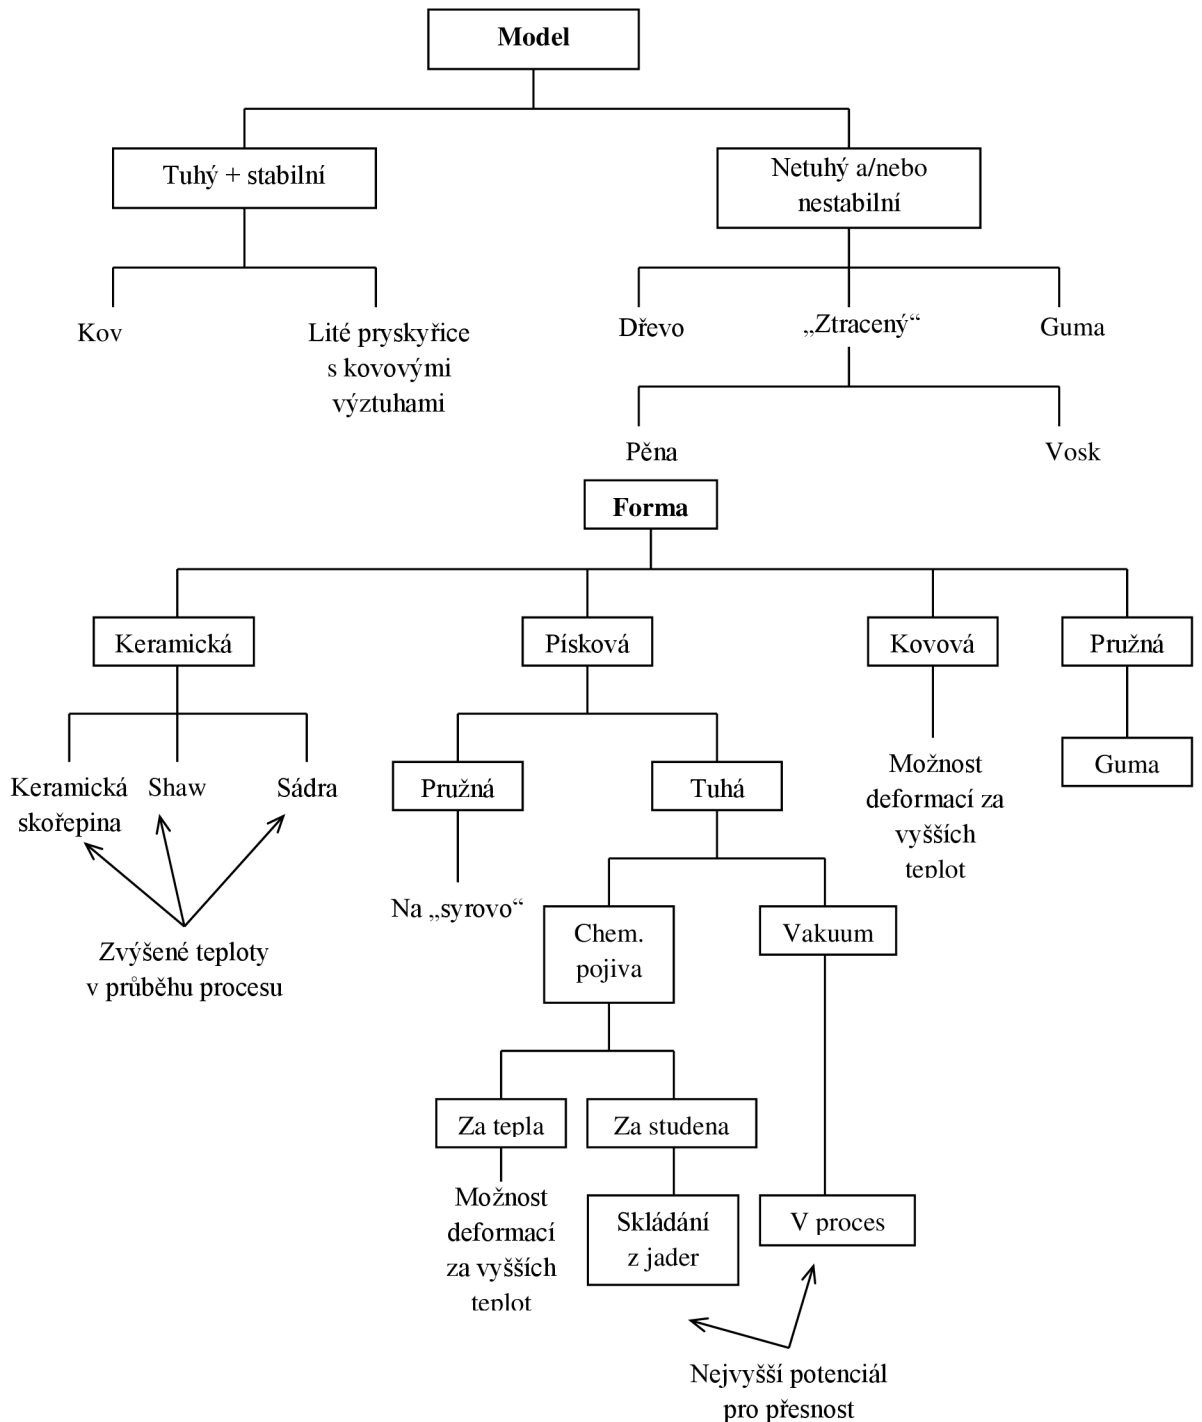 Model
Tuhý + stabilní
Netuhý a/nebo
nestabilní
Kov
Lité pryskyřice
s kovovými
výztuhami
Dřevo
„Ztracený“
Guma
Pěna
Vosk
Forma
Keramická
Písková
Kovová
Pružná
Keramická
skořepina
Shaw
Sádra
Pružná
Tuhá
Možnost
deformací za
vyšších
teplot
Guma
Na „syrovo“
Zvýšené teploty
v průběhu procesu
Chem.
pojiva
Vakuum
Za tepla
Za studena
Možnost
deformací
za vyšších
teplot
Skládání
z jader
V proces
Nejvyšší potenciál
pro přesnost